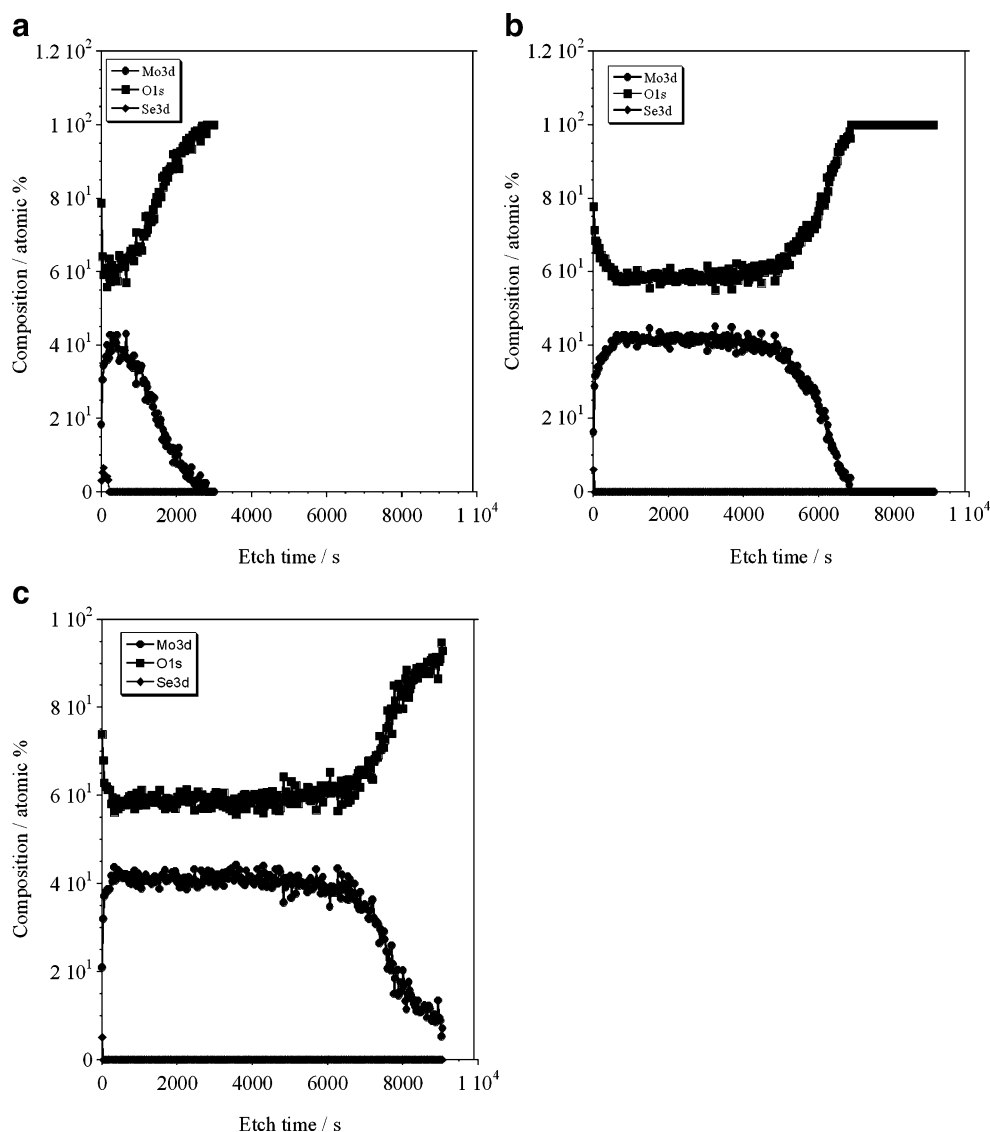 a
1.2 10²
1 10²
8 10¹
6 10¹
4 10¹
2 10¹
0
Composition / atomic %
Mo3d
O1s
Se3d
0 2000 4000 6000 8000 1 10⁴
Etch time / s
b
1.2 10²
1 10²
8 10¹
6 10¹
4 10¹
2 10¹
0
Composition / atomic %
Mo3d
O1s
Se3d
0 2000 4000 6000 8000 1 10⁴
Etch time / s
c
1 10²
8 10¹
6 10¹
4 10¹
2 10¹
0
Composition / atomic %
Mo3d
O1s
Se3d
0 2000 4000 6000 8000 1 10⁴
Etch time / s